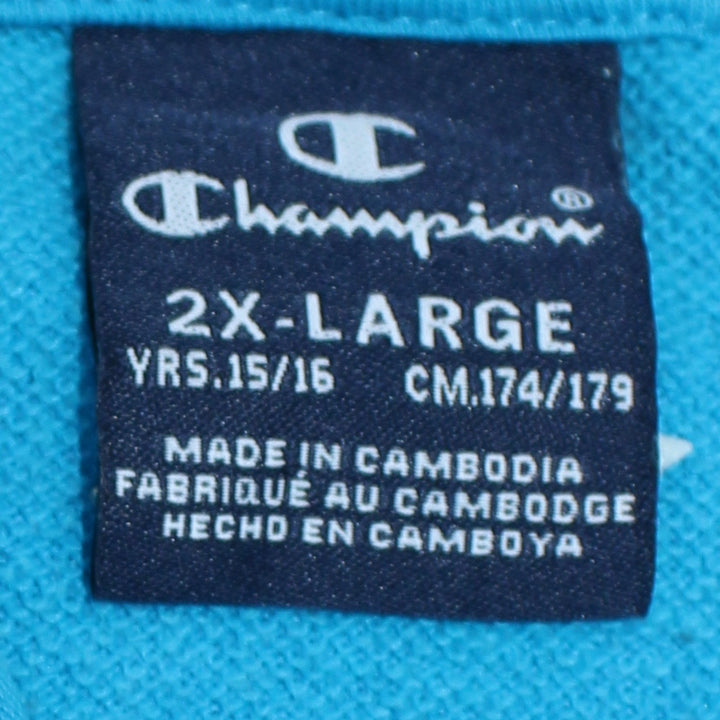 Champion®
2X-LARGE
YRS.15/16 CM.174/179
MADE IN CAMBODIA
FABRIQUÉ AU CAMBODGE
HECHO EN CAMBOYA